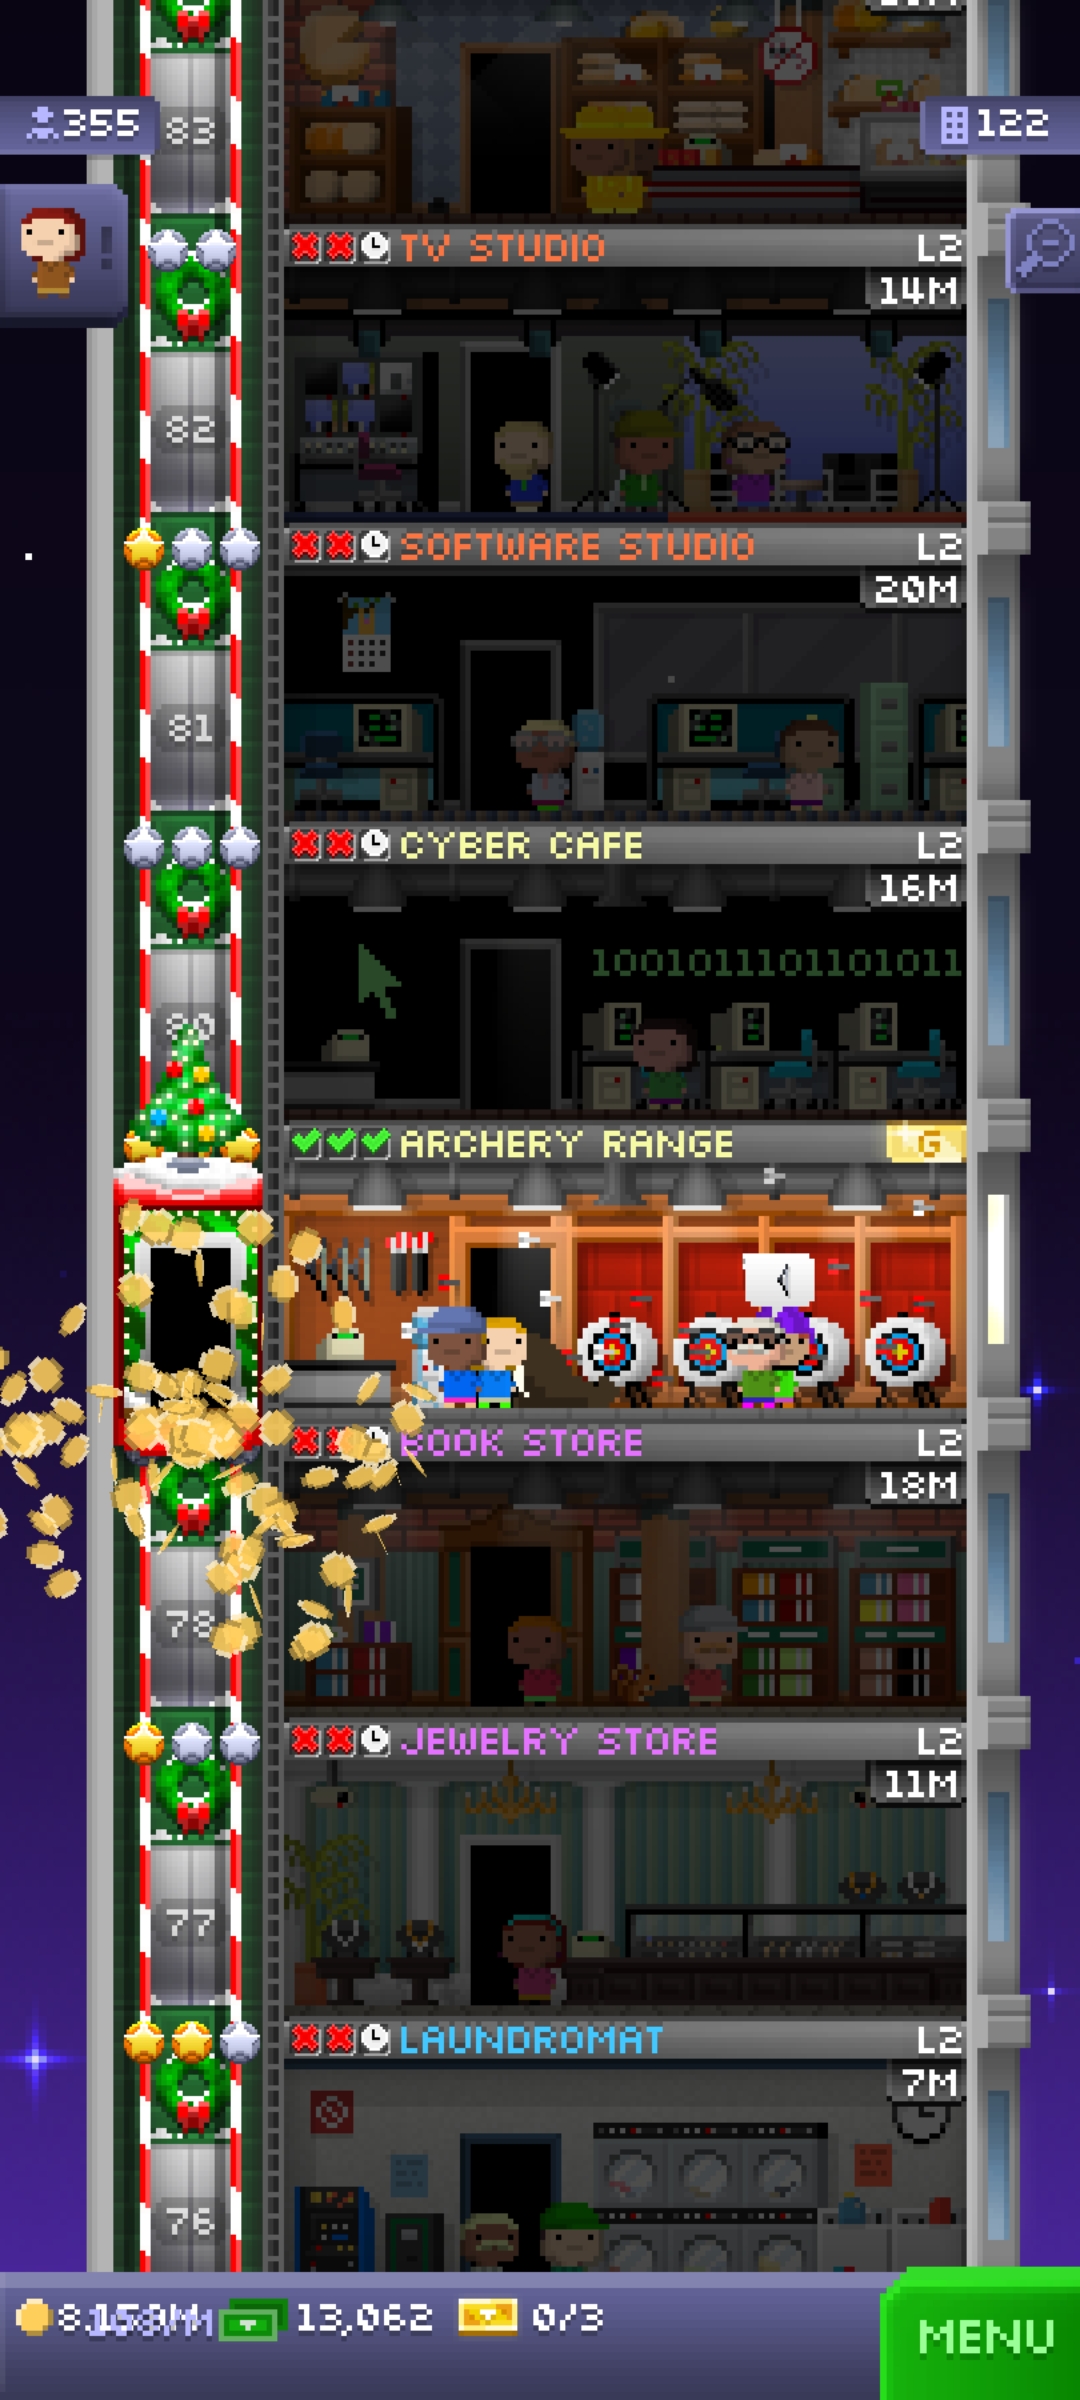 83
355
122
TV STUDIO L2
14M
82
SOFTWARE STUDIO L2
20M
81
CYBER CAFE L2
16M
80
1001011101101011
ARCHERY RANGE G
BOOK STORE L2
18M
78
JEWELRY STORE L2
11M
77
LAUNDROMAT L2
7M
76
13,062
0/3
MENU